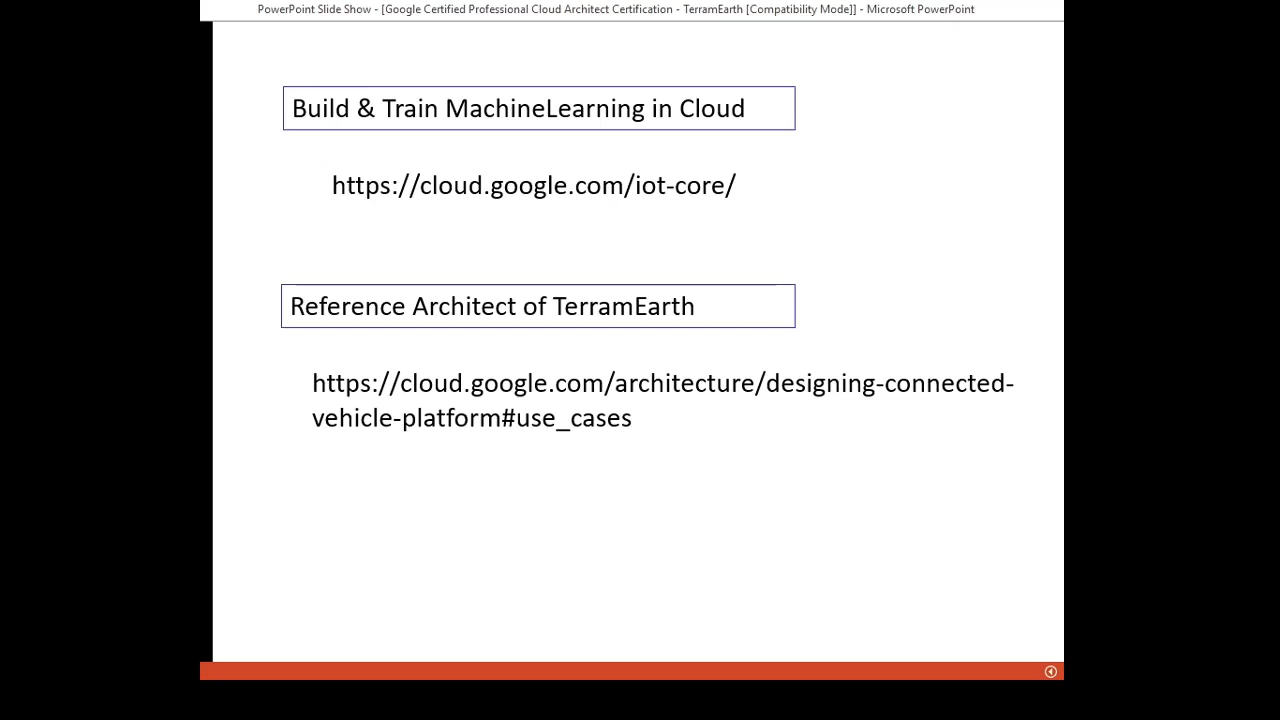 PowerPoint Slide Show - [Google Certified Professional Cloud Architect Certification - TerramEarth [Compatibility Mode]] - Microsoft PowerPoint
Build & Train MachineLearning in Cloud
https://cloud.google.com/iot-core/
Reference Architect of TerramEarth
https://cloud.google.com/architecture/designing-connected-
vehicle-platform#use_cases